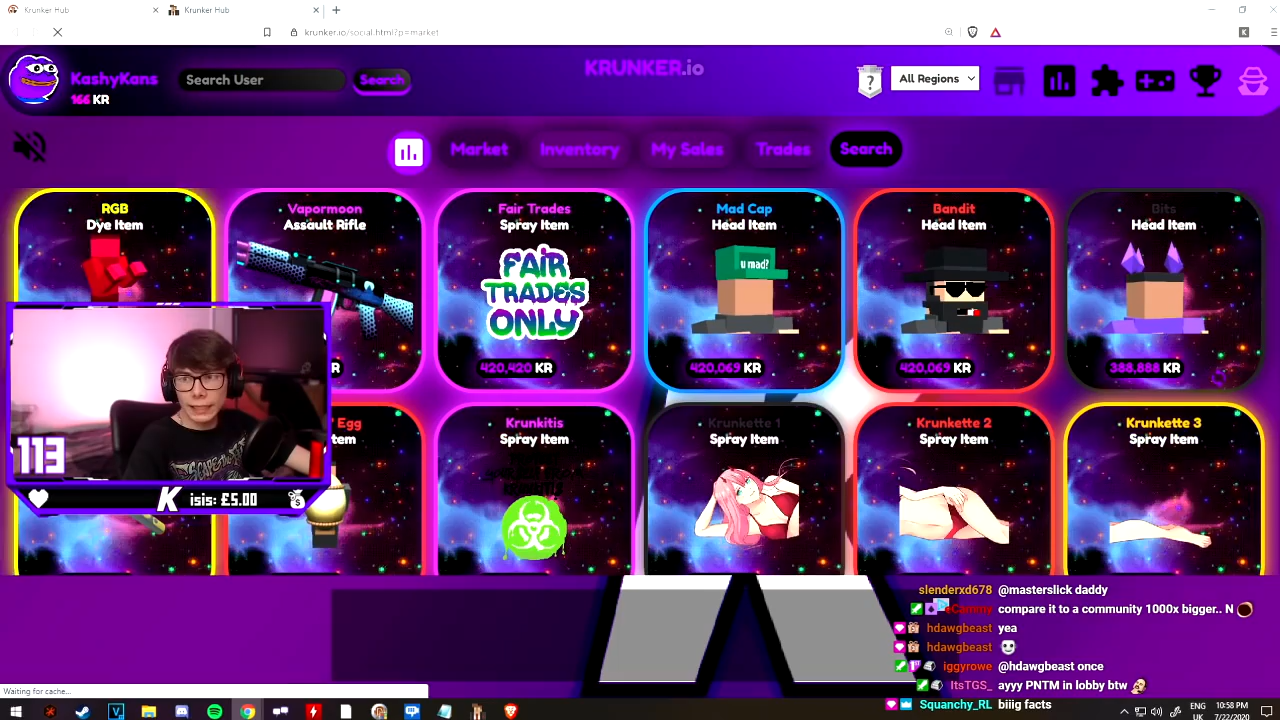 Krunker Hub
Krunker Hub
krunker.io/social.html?p=market
K
KashyKans
166 KR
Search User
Search
KRUNKER.io
?
All Regions
Market
Inventory
My Sales
Trades
Search
RGB
Dye Item
Vapormoon
Assault Rifle
R
Fair Trades
Spray Item
FAIR
TRADES
ONLY
420,420 KR
Mad Cap
Head Item
u mad?
420,069 KR
Bandit
Head Item
420,069 KR
Bits
Head Item
388,888 KR
Egg
Item
Krunkitis
Spray Item
Krunkette 1
Spray Item
Krunkette 2
Spray Item
Krunkette 3
Spray Item
113
K isis: £5.00
slenderxd678 @masterslick daddy
compare it to a community 1000x bigger.. N
hdawgbeast yea
hdawgbeast
iggyrowe @hdawgbeast once
ItsTGS_ ayyy PNTM in lobby btw
Squanchy_RL biiig facts
Waiting for cache...
ENG
UK
10:58 PM
7/22/2020